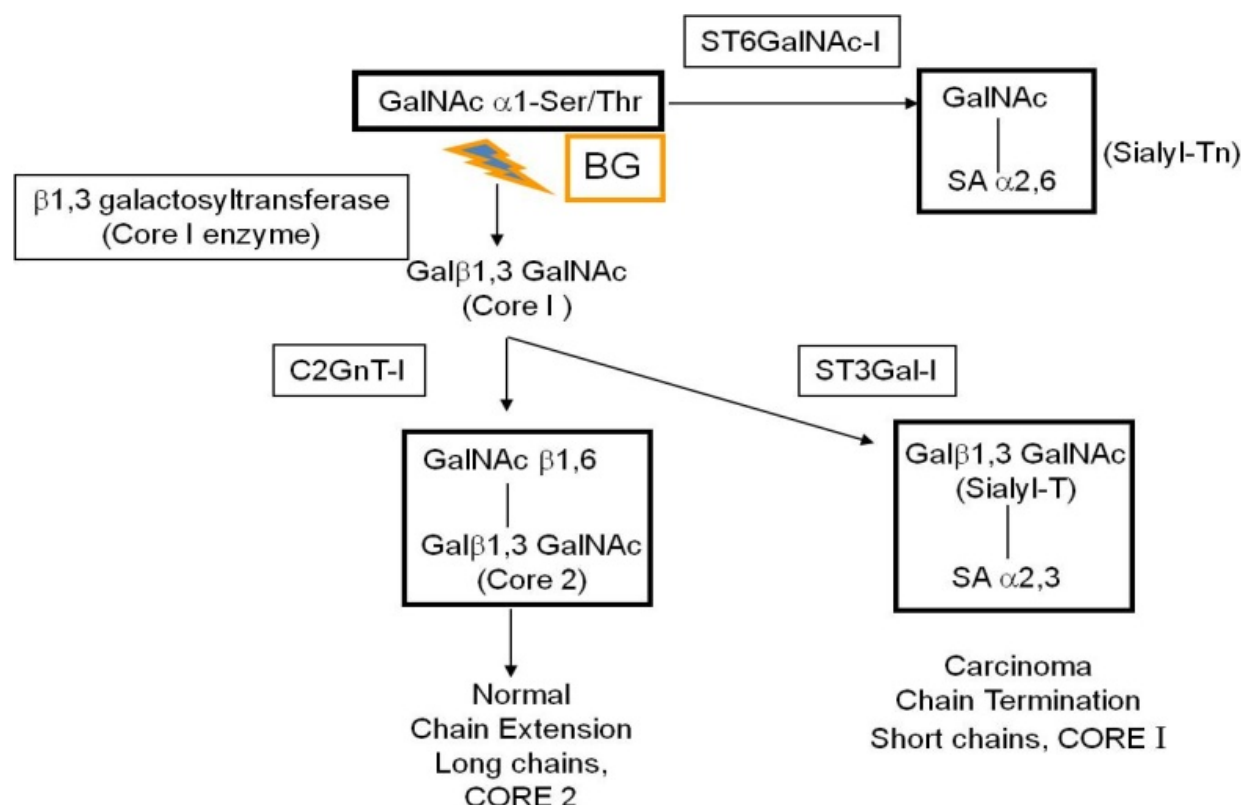 ST6GalNAc-I
GalNAc α1-Ser/Thr
GalNAc
SA α2,6
(Sialyl-Tn)
BG
β1,3 galactosyltransferase
(Core I enzyme)
Galβ1,3 GalNAc
(Core I )
C2GnT-I
ST3Gal-I
GalNAc β1,6
Galβ1,3 GalNAc
(Core 2)
Galβ1,3 GalNAc
(Sialyl-T)
SA α2,3
Normal
Chain Extension
Long chains,
CORE 2
Carcinoma
Chain Termination
Short chains, CORE I